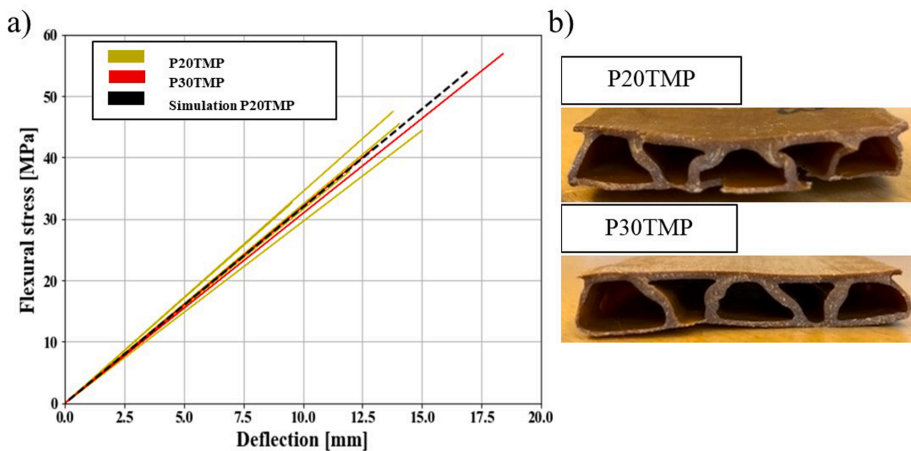 a)
b)
60
50
40
30
20
10
0
Flexural stress [MPa]
P20TMP
P30TMP
Simulation P20TMP
0.0 2.5 5.0 7.5 10.0 12.5 15.0 17.5 20.0
Deflection [mm]
P20TMP
P30TMP